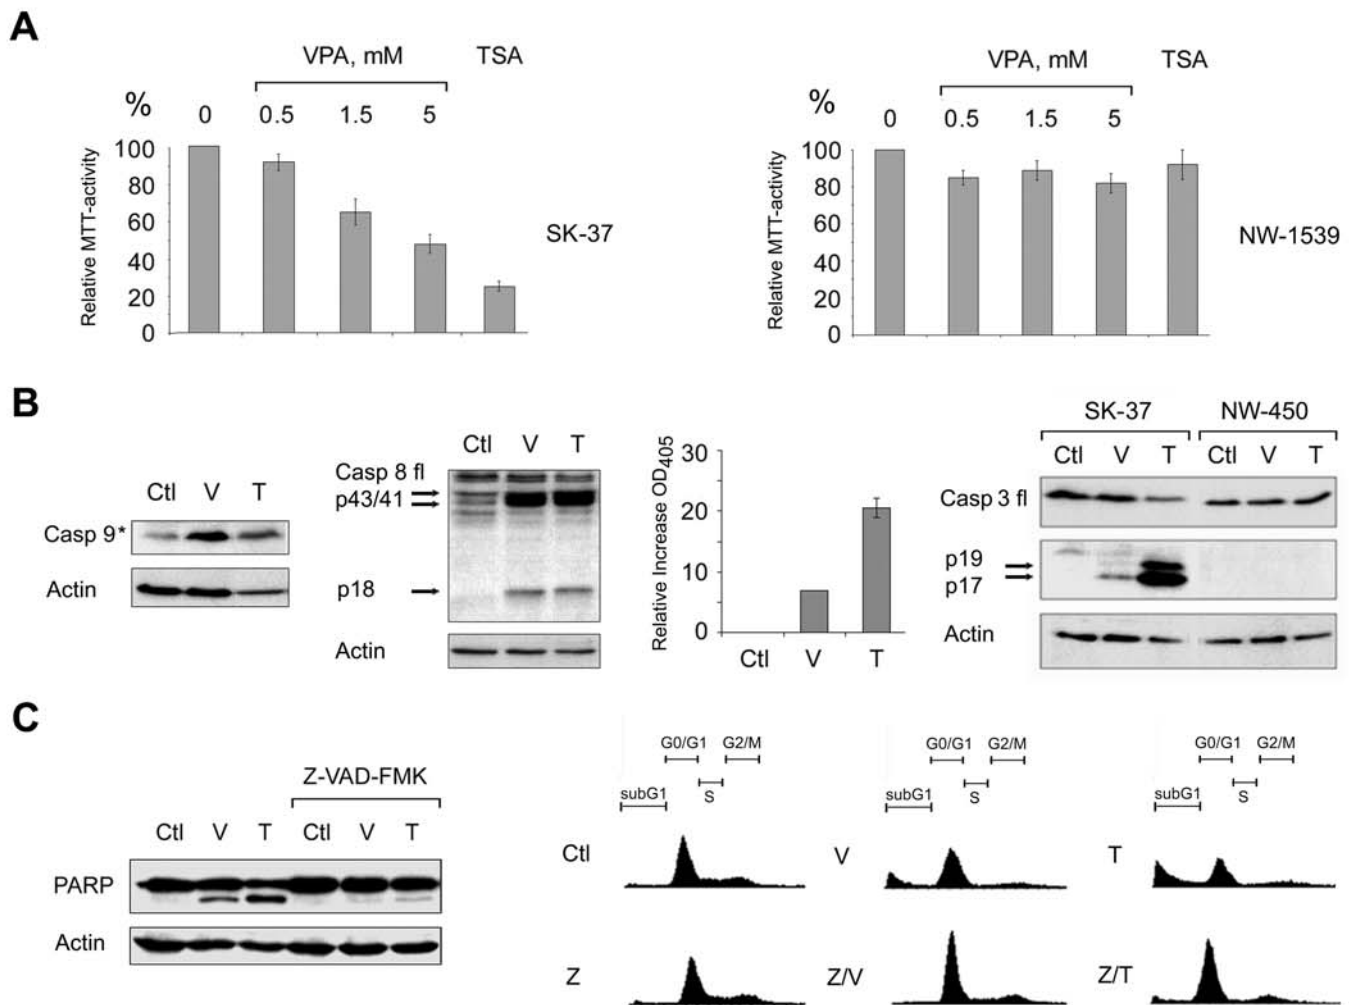 A
VPA, mM TSA
% 0 0.5 1.5 5
Relative MTT-activity
100
80
60
40
20
0
SK-37
VPA, mM TSA
% 0 0.5 1.5 5
Relative MTT-activity
100
80
60
40
20
0
NW-1539
B
Ctl V T
Casp 9*
Actin
Ctl V T
Casp 8 fl
p43/41
p18
Actin
Relative Increase OD405
30
20
10
0
Ctl V T
SK-37 NW-450
Ctl V T Ctl V T
Casp 3 fl
p19
p17
Actin
C
Z-VAD-FMK
Ctl V T Ctl V T
PARP
Actin
G0/G1 G2/M
subG1 S
Ctl
G0/G1 G2/M
subG1 S
V
G0/G1 G2/M
subG1 S
T
Z
Z/V
Z/T